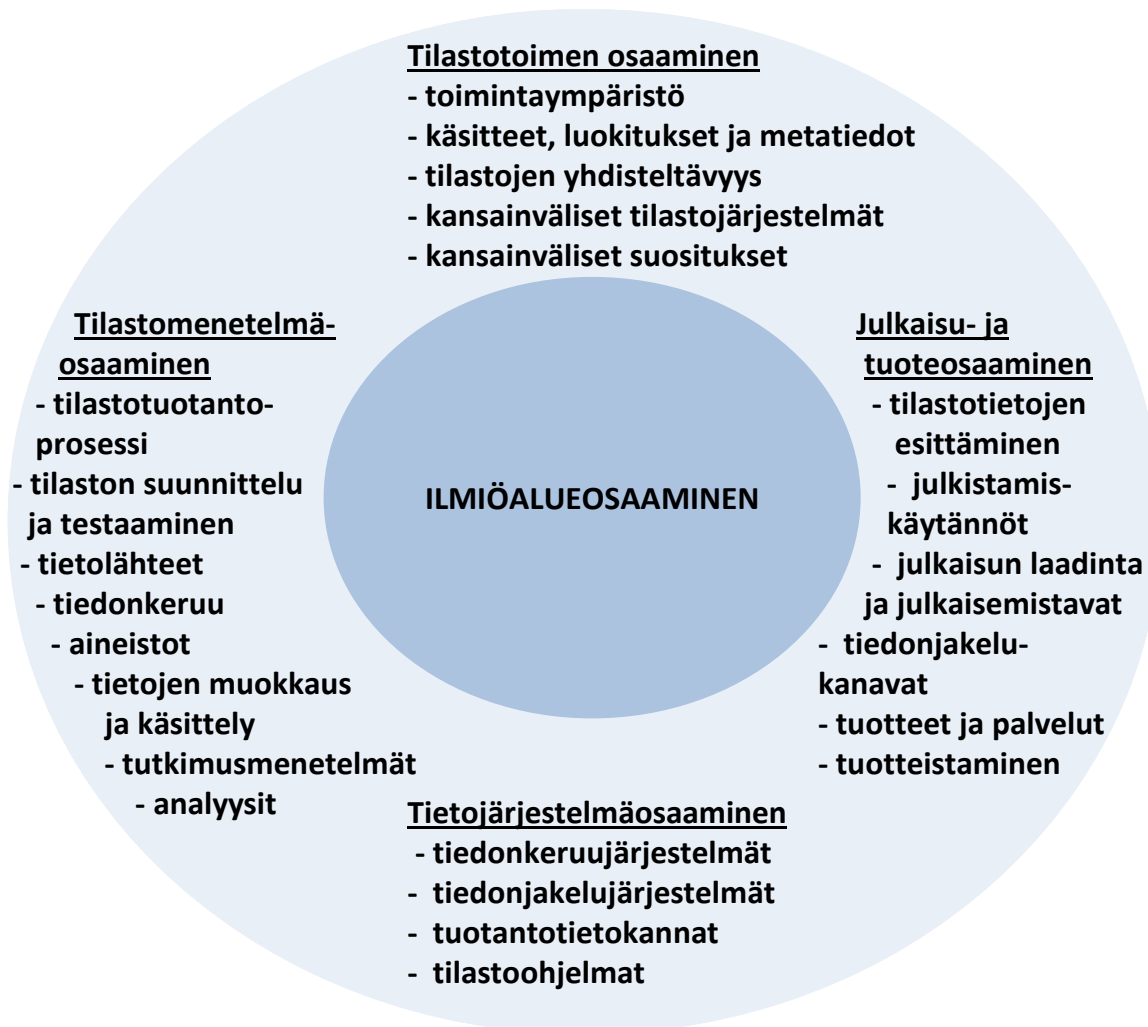 Tilastotoimen osaaminen
- toimintaympäristö
- käsitteet, luokitukset ja metatiedot
- tilastojen yhdisteltävyys
- kansainväliset tilastojärjestelmät
- kansainväliset suositukset
Tilastomenetelmä-
osaaminen
- tilastotuotanto-
prosessi
- tilaston suunnittelu
ja testaaminen
- tietolähteet
- tiedonkeruu
- aineistot
- tietojen muokkaus
ja käsittely
- tutkimusmenetelmät
- analyysit
ILMIÖALUEOSAAMINEN
Julkaisu- ja
tuoteosaaminen
- tilastotietojen
esittäminen
- julkistamis-
käytännöt
- julkaisun laadinta
ja julkaisemistavat
- tiedonjakelu-
kanavat
- tuotteet ja palvelut
- tuotteistaminen
Tietojärjestelmäosaaminen
- tiedonkeruujärjestelmät
- tiedonjakelujärjestelmät
- tuotantotietokannat
- tilastoohjelmat